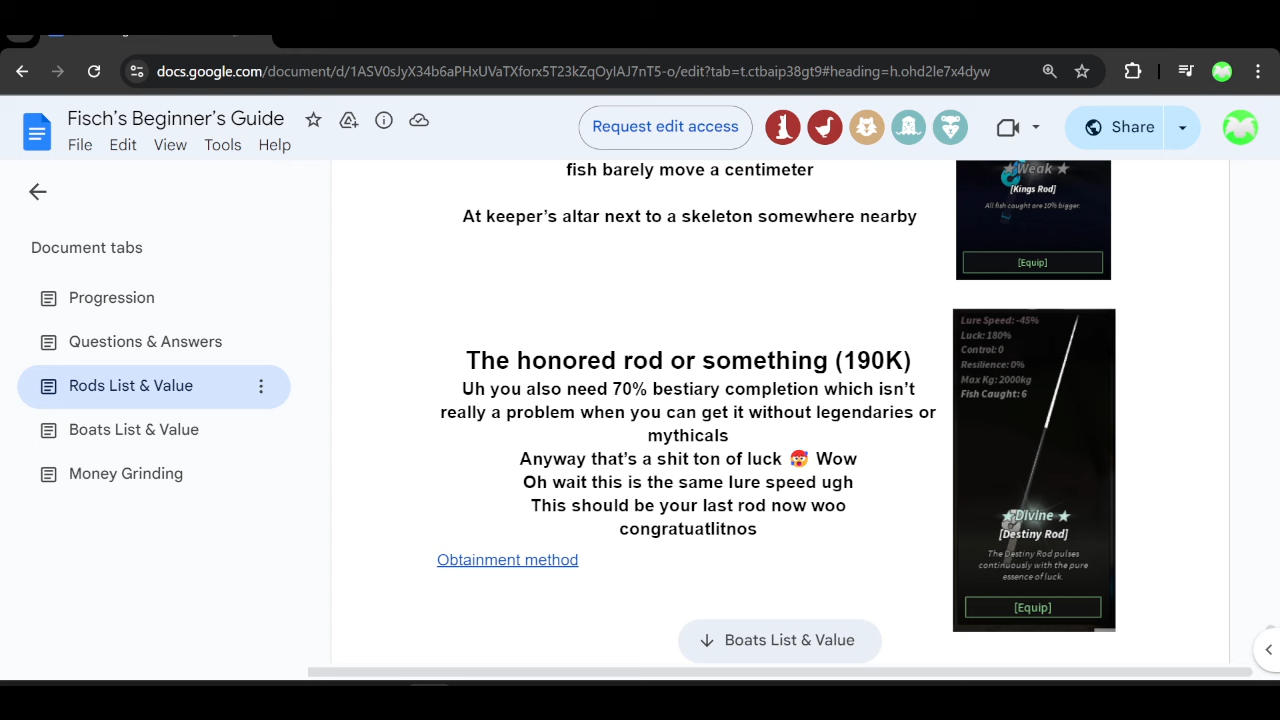 docs.google.com/document/d/1ASV0sJyX34b6aPHxUVaTXforx5T23kZqOyIAJ7nT5-o/edit?tab=t.ctbaip38gt9#heading=h.ohd2le7x4dyw
Fisch's Beginner's Guide
File Edit View Tools Help
Request edit access
Share
Document tabs
Progression
Questions & Answers
Rods List & Value
Boats List & Value
Money Grinding
fish barely move a centimeter
At keeper's altar next to a skeleton somewhere nearby
★Weak ★
[Kings Rod]
All fish caught are 10% bigger.
[Equip]
The honored rod or something (190K)
Uh you also need 70% bestiary completion which isn't
really a problem when you can get it without legendaries or
mythicals
Anyway that's a shit ton of luck 🥳 Wow
Oh wait this is the same lure speed ugh
This should be your last rod now woo
congratuatlitnos
Obtainment method
Lure Speed: -45%
Luck: 180%
Control: 0
Resilience: 0%
Max Kg: 2000kg
Fish Caught: 6
★Divine ★
[Destiny Rod]
The Destiny Rod pulses
continuously with the pure
essence of luck.
[Equip]
Boats List & Value